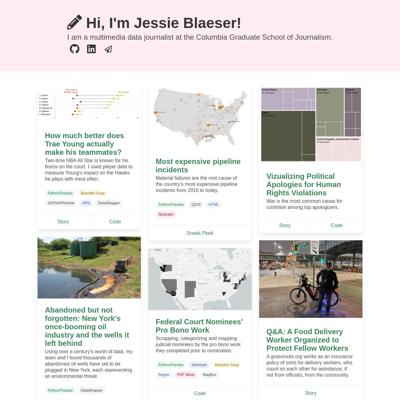 Hi, I'm Jessie Blaeser!
I am a multimedia data journalist at the Columbia Graduate School of Journalism.
How much better does
Trae Young actually
make his teammates?
Two-time NBA All Star is known for his
finess on the court. I used player data to
measure Young's impact on the Hawks
he plays with most often.
Python/Pandas
Beautiful Soup
GGPlot/Plotnine
APIs
DataWrapper
Story
Code
Most expensive pipeline
incidents
Material failures are the root cause of
the country's most expensive pipeline
incidents from 2010 to today.
Python/Pandas
QGIS
HTML
Illustrator
Sneak Peek
Vizualizing Political
Apologies for Human
Rights Violations
War is the most common cause for
contrition among top apologizers.
Story
Code
Abandoned but not
forgotten: New York's
once-booming oil
industry and the wells it
left behind
Using over a century's worth of data, my
team and I found thousands of
abandoned oil wells have yet to be
plugged in New York, each representing
an environmental threat.
Python/Pandas
DataWrapper
Federal Court Nominees'
Pro Bono Work
Scrapping, categorizing and mapping
judicial nominees by the pro bono work
they completed prior to nomination.
Python/Pandas
Selenium
Beautiful Soup
Regex
PDF Miner
MapBox
Code
Q&A: A Food Delivery
Worker Organized to
Protect Fellow Workers
A grassroots org works as an insurance
policy of sorts for delivery workers, who
count on each other for assistance, if
not from officials, from the community.
Story